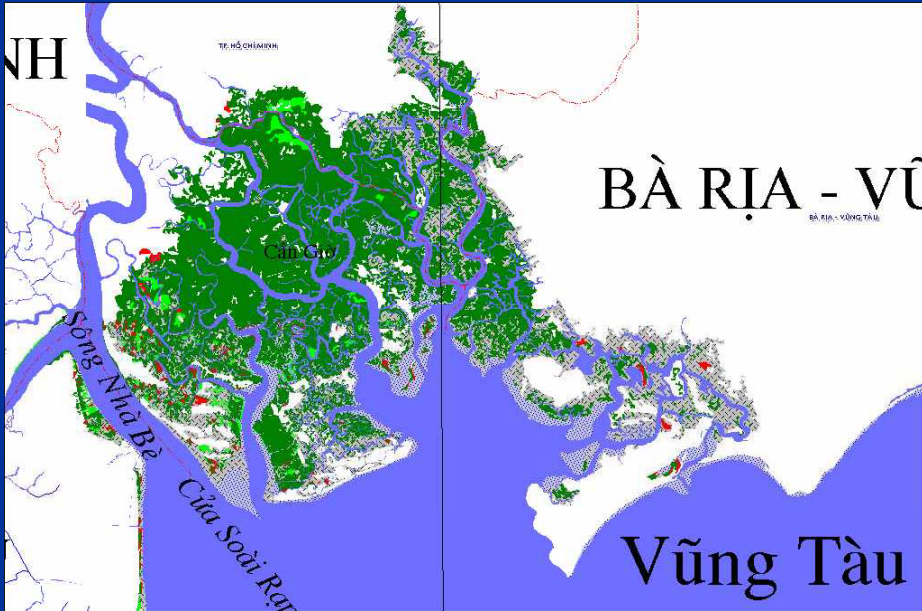 NH
TP. HỒ CHÍ MINH
BÀ RỊA - VŨ
BÀ RỊA - VŨNG TÀU
Cần Giờ
Sông Nhà Bè
Cửa Soài Rạp
Vũng Tàu